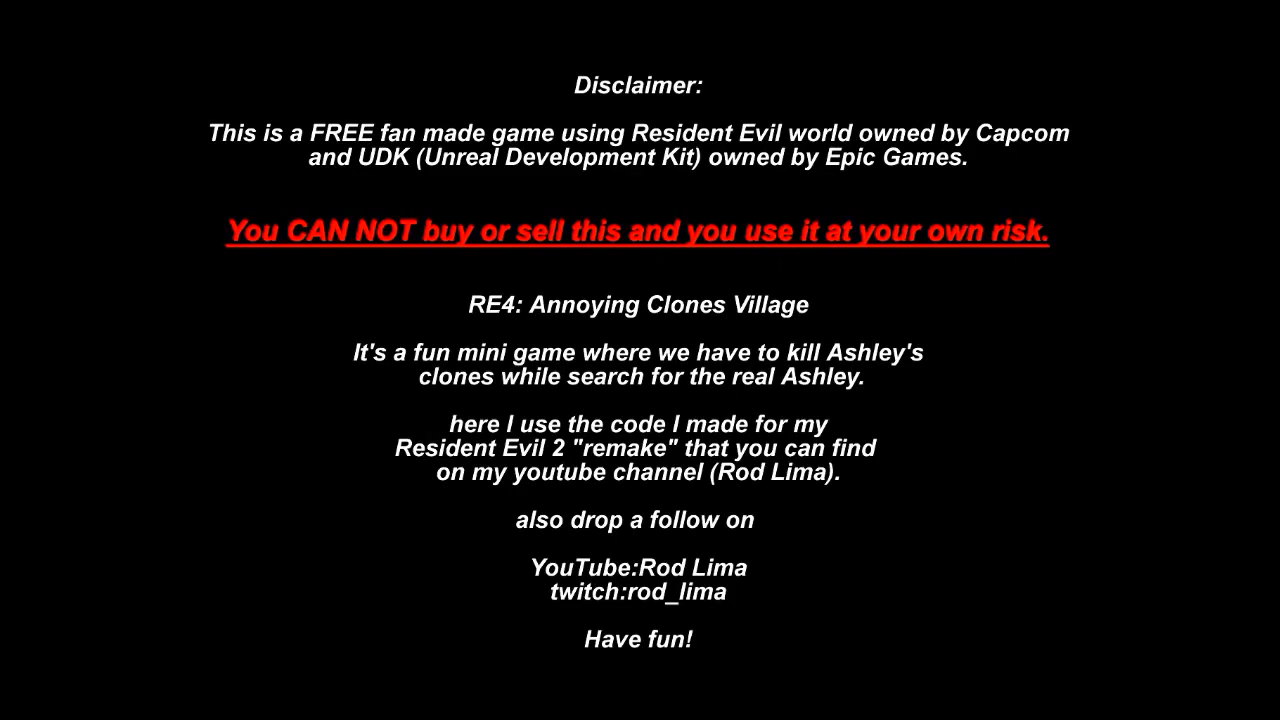 Disclaimer:
This is a FREE fan made game using Resident Evil world owned by Capcom
and UDK (Unreal Development Kit) owned by Epic Games.
You CAN NOT buy or sell this and you use it at your own risk.
RE4: Annoying Clones Village
It's a fun mini game where we have to kill Ashley's
clones while search for the real Ashley.
here I use the code I made for my
Resident Evil 2 "remake" that you can find
on my youtube channel (Rod Lima).
also drop a follow on
YouTube:Rod Lima
twitch:rod_lima
Have fun!